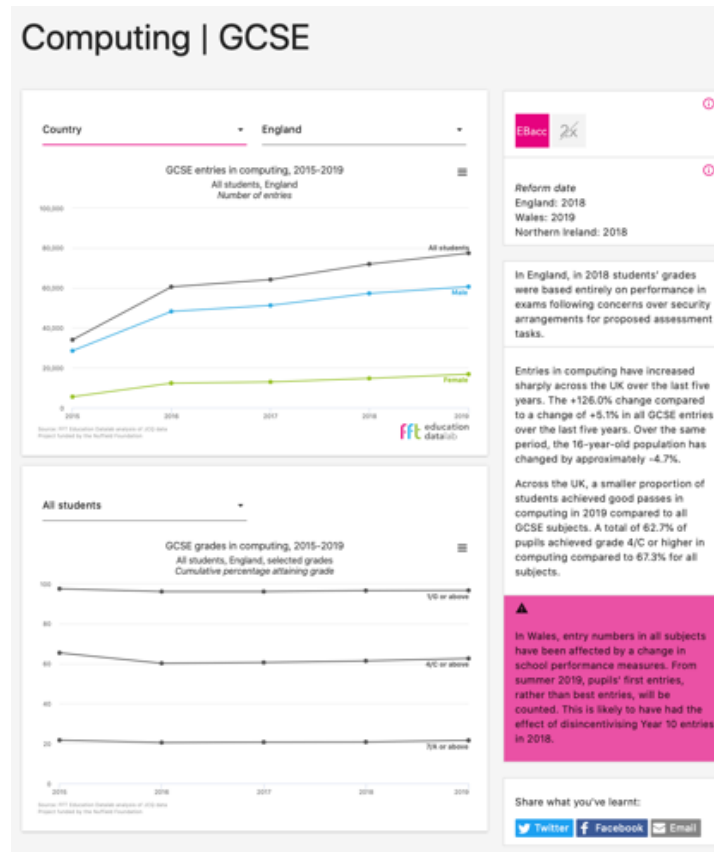 Computing | GCSE
Country
England
GCSE entries in computing, 2015-2019
All students, England
Number of entries
100,000
80,000
60,000
40,000
20,000
0
All students
Male
Female
2015
2016
2017
2018
2019
Source: FFT Education Datalab analysis of JCQ data
Project funded by the Nuffield Foundation
fft education
datalab
All students
GCSE grades in computing, 2015-2019
All students, England, selected grades
Cumulative percentage attaining grade
100
80
60
40
20
0
1/G or above
4/C or above
7/A or above
2015
2016
2017
2018
2019
Source: FFT Education Datalab analysis of JCQ data
Project funded by the Nuffield Foundation
EBacc
2x
Reform date
England: 2018
Wales: 2019
Northern Ireland: 2018
In England, in 2018 students' grades
were based entirely on performance in
exams following concerns over security
arrangements for proposed assessment
tasks.
Entries in computing have increased
sharply across the UK over the last five
years. The +126.0% change compared
to a change of +5.1% in all GCSE entries
over the last five years. Over the same
period, the 16-year-old population has
changed by approximately -4.7%.
Across the UK, a smaller proportion of
students achieved good passes in
computing in 2019 compared to all
GCSE subjects. A total of 62.7% of
pupils achieved grade 4/C or higher in
computing compared to 67.3% for all
subjects.
In Wales, entry numbers in all subjects
have been affected by a change in
school performance measures. From
summer 2019, pupils' first entries,
rather than best entries, will be
counted. This is likely to have had the
effect of disincentivising Year 10 entries
in 2018.
Share what you've learnt:
Twitter
Facebook
Email